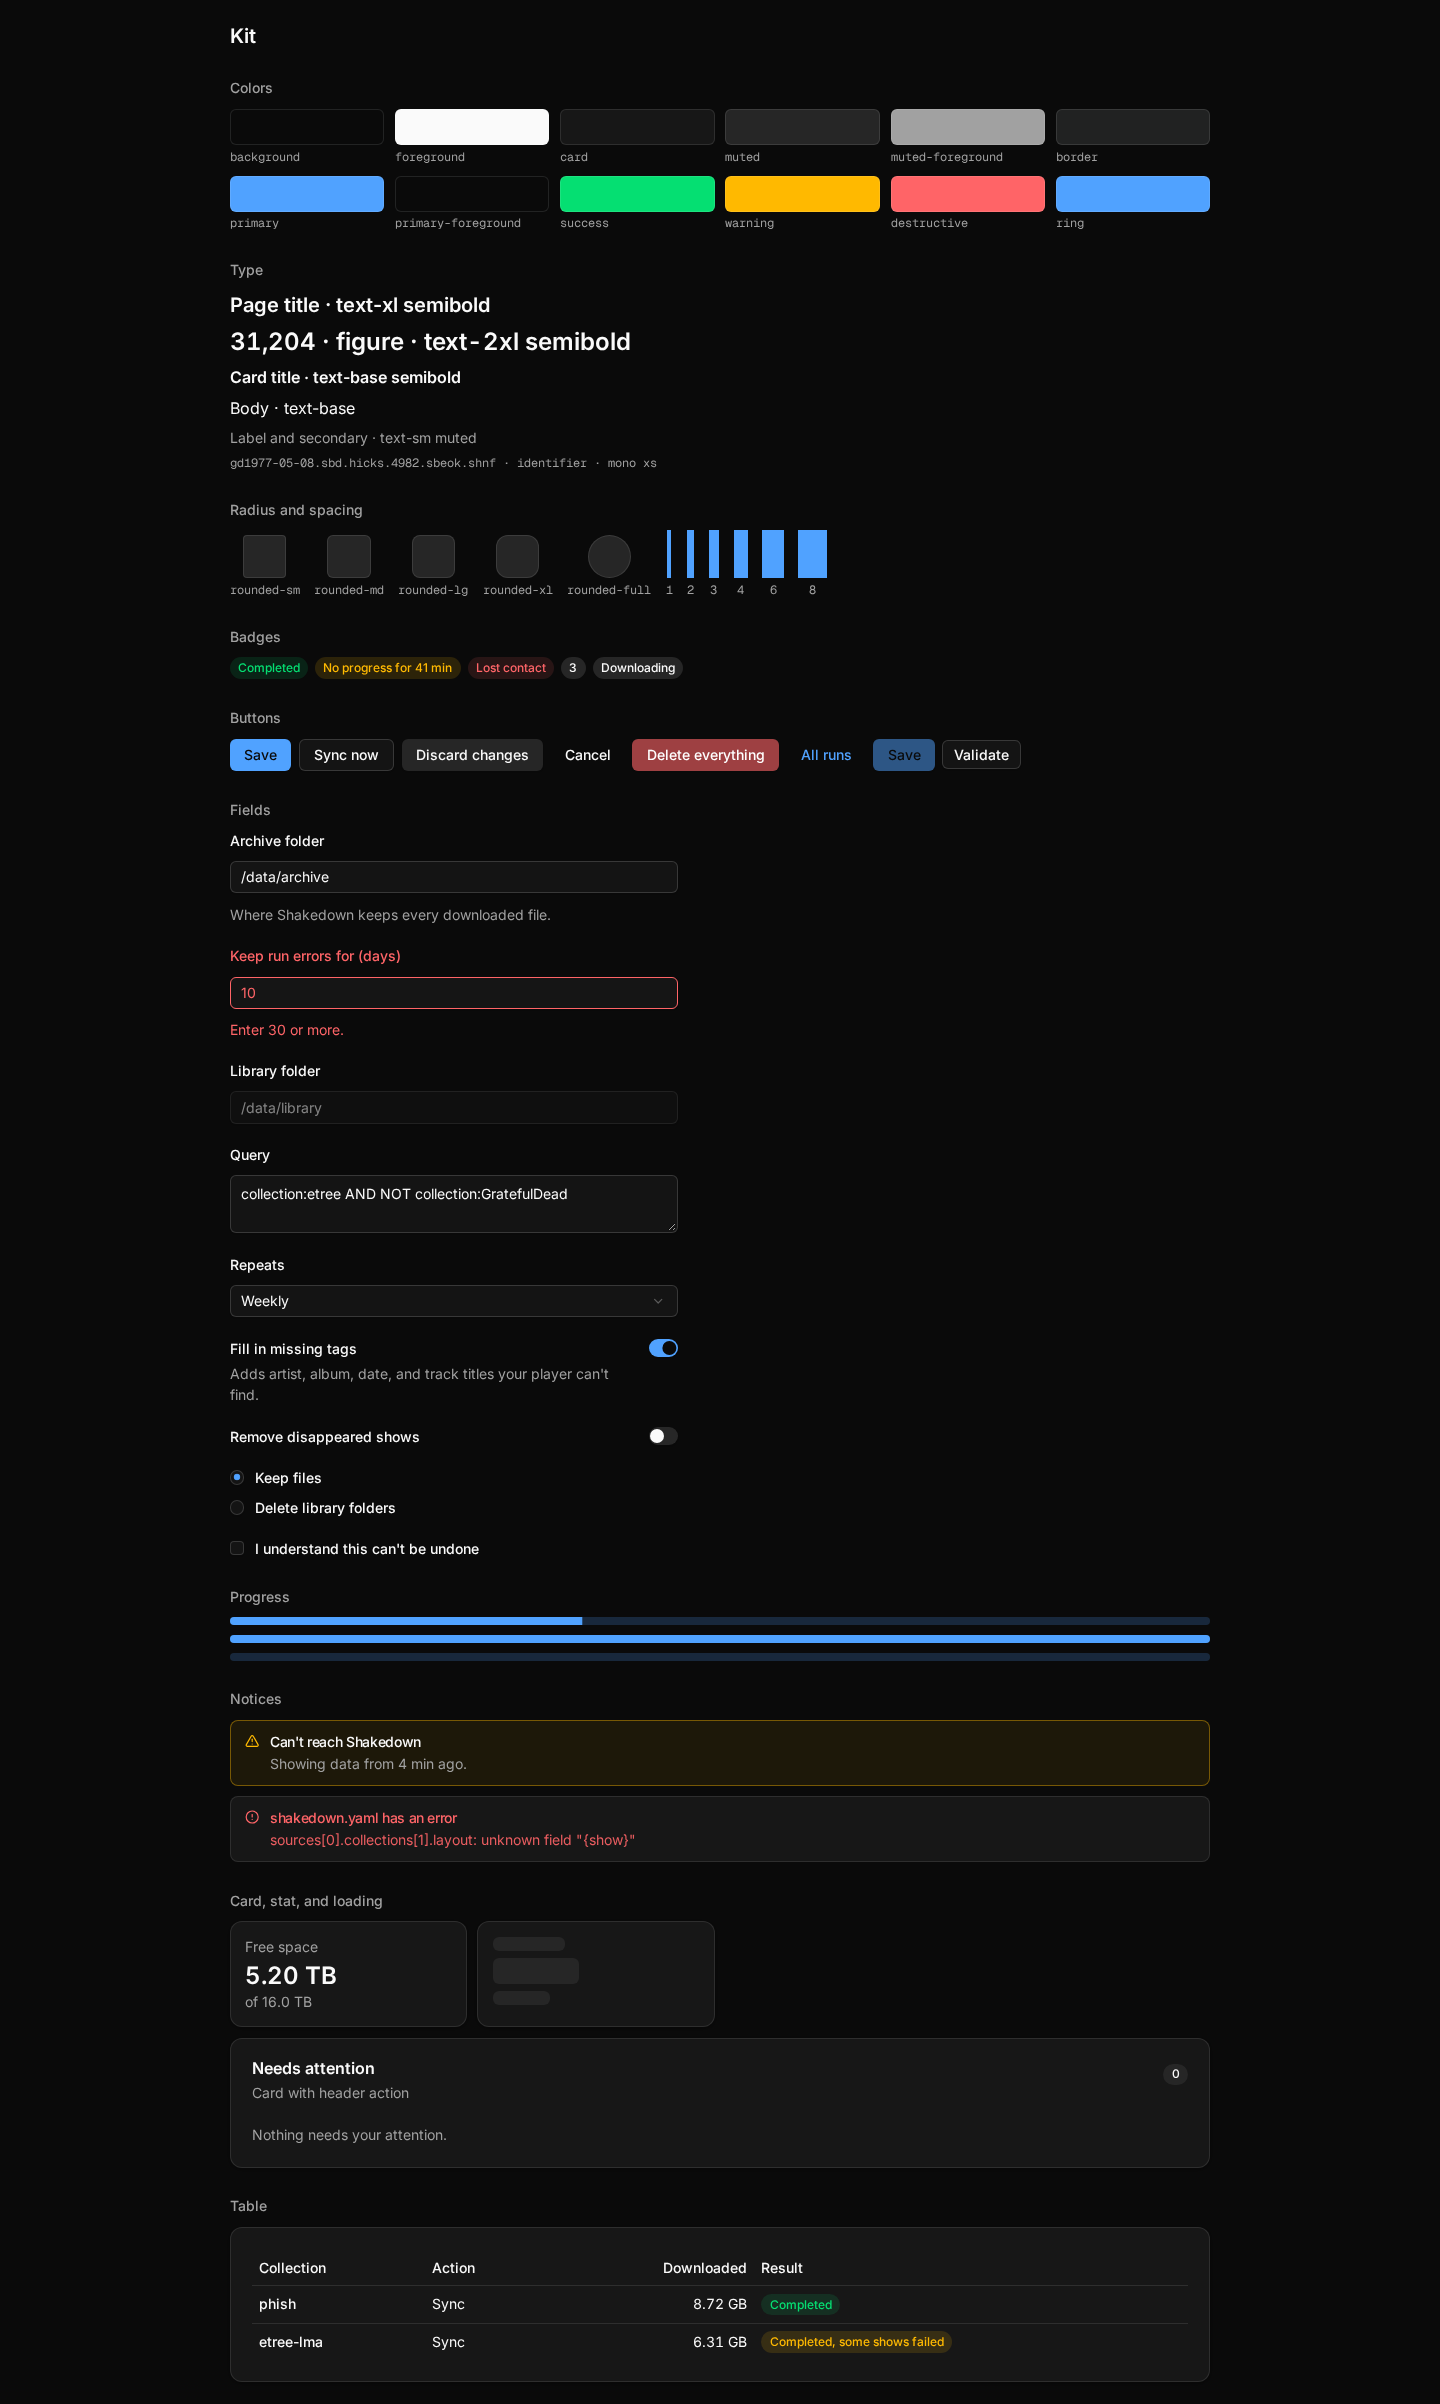 Kit
Colors
background foreground card muted muted-foreground border
primary primary-foreground success warning destructive ring
Type
Page title · text-xl semibold
31,204 · figure · text-2xl semibold
Card title · text-base semibold
Body · text-base
Label and secondary · text-sm muted
gd1977-05-08.sbd.hicks.4982.sbeok.shnf · identifier · mono xs
Radius and spacing
rounded-sm rounded-md rounded-lg rounded-xl rounded-full 1 2 3 4 6 8
Badges
Completed No progress for 41 min Lost contact 3 Downloading
Buttons
Save Sync now Discard changes Cancel Delete everything All runs Save Validate
Fields
Archive folder
/data/archive
Where Shakedown keeps every downloaded file.
Keep run errors for (days)
10
Enter 30 or more.
Library folder
/data/library
Query
collection:etree AND NOT collection:GratefulDead
Repeats
Weekly
Fill in missing tags
Adds artist, album, date, and track titles your player can't
find.
Remove disappeared shows
Keep files
Delete library folders
I understand this can't be undone
Progress
Notices
Can't reach Shakedown
Showing data from 4 min ago.
shakedown.yaml has an error
sources[0].collections[1].layout: unknown field "{show}"
Card, stat, and loading
Free space
5.20 TB
of 16.0 TB
Needs attention
0
Card with header action
Nothing needs your attention.
Table
Collection Action Downloaded Result
phish Sync 8.72 GB Completed
etree-lma Sync 6.31 GB Completed, some shows failed